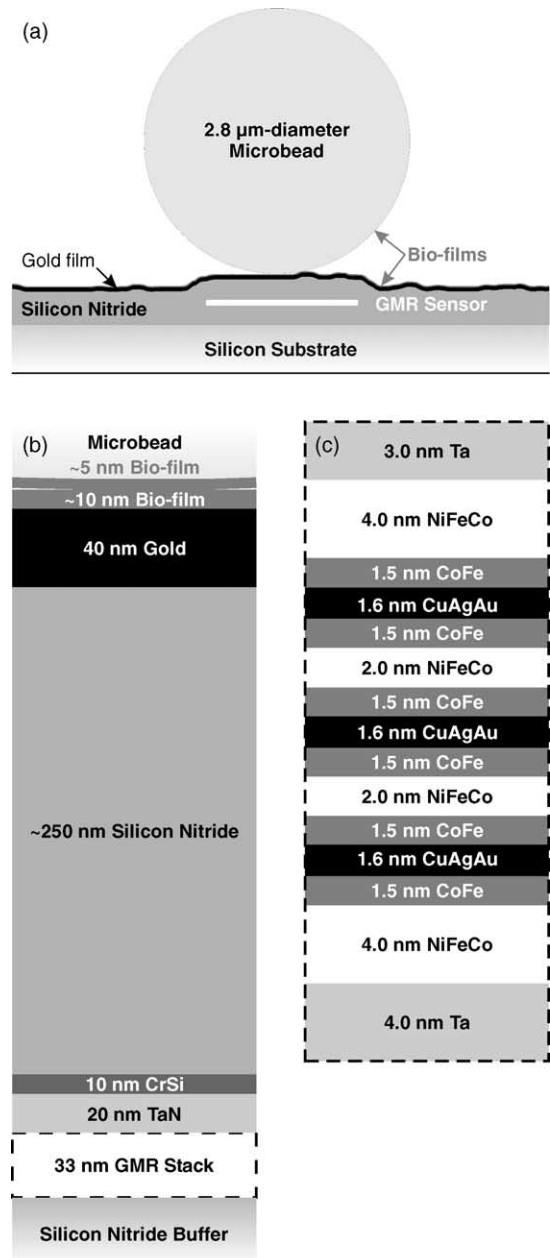 (a)
2.8 µm-diameter
Microbead
Bio-films
Gold film
Silicon Nitride
GMR Sensor
Silicon Substrate
(b)
Microbead
~5 nm Bio-film
~10 nm Bio-film
40 nm Gold
~250 nm Silicon Nitride
10 nm CrSi
20 nm TaN
33 nm GMR Stack
Silicon Nitride Buffer
(c)
3.0 nm Ta
4.0 nm NiFeCo
1.5 nm CoFe
1.6 nm CuAgAu
1.5 nm CoFe
2.0 nm NiFeCo
1.5 nm CoFe
1.6 nm CuAgAu
1.5 nm CoFe
2.0 nm NiFeCo
1.5 nm CoFe
1.6 nm CuAgAu
1.5 nm CoFe
4.0 nm NiFeCo
4.0 nm Ta